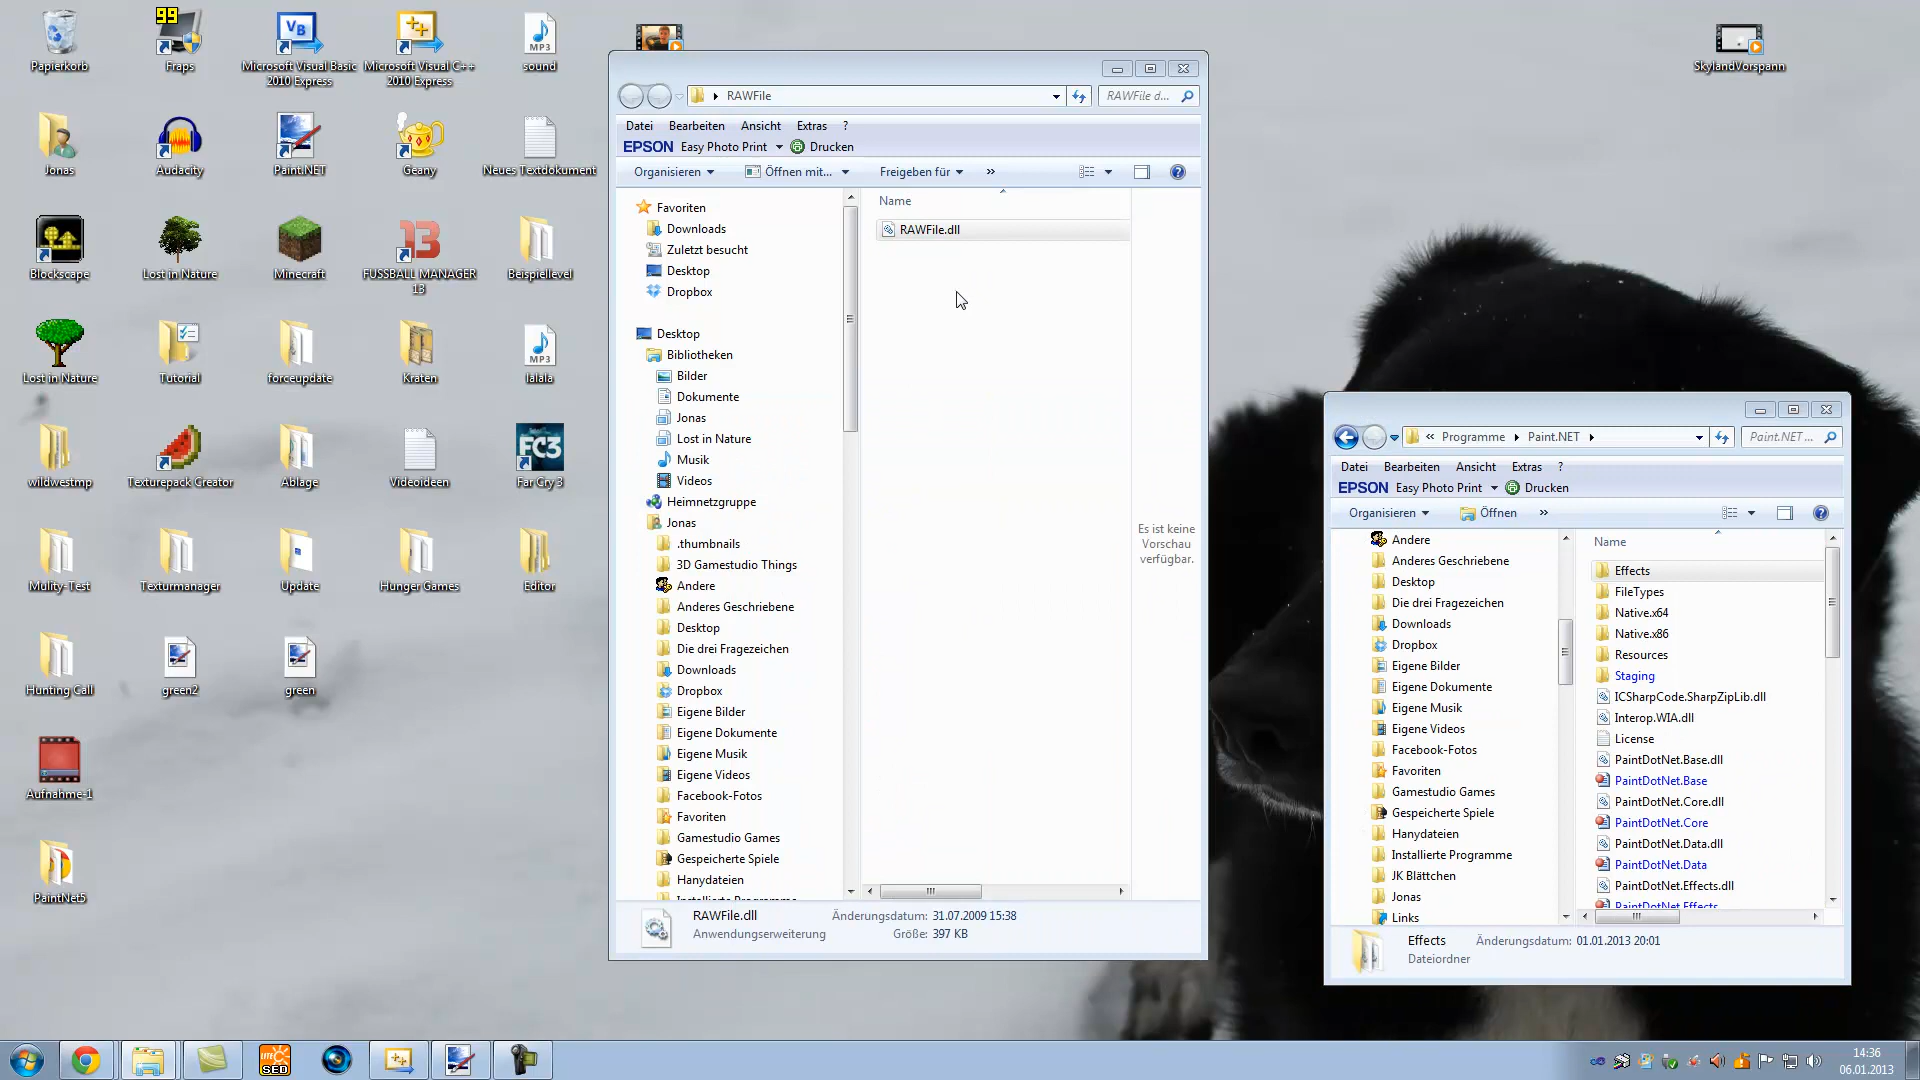 99
Papierkorb
Fraps
Microsoft Visual Basic
2010 Express
Microsoft Visual C++
2010 Express
MP3
sound
SkylandVorspann
Jonas
Audacity
Paint.NET
Geany
Neues Textdokument
Blockscape
Lost in Nature
Minecraft
FUSSBALL MANAGER
13
Beispiellevel
Lost in Nature
Tutorial
forceupdate
Kraten
MP3
lalala
wildwestmp
Texturepack Creator
Ablage
Videoideen
FC3
Far Cry 3
Mulity-Test
Texturmanager
Update
Hunger Games
Editor
Hunting Call
green2
green
Aufnahme-1
PaintNet5
RAWFile
RAWFile d...
Datei Bearbeiten Ansicht Extras ?
EPSON Easy Photo Print Drucken
Organisieren Öffnen mit... Freigeben für »
Favoriten
Downloads
Zuletzt besucht
Desktop
Dropbox
Desktop
Bibliotheken
Bilder
Dokumente
Jonas
Lost in Nature
Musik
Videos
Heimnetzgruppe
Jonas
.thumbnails
3D Gamestudio Things
Andere
Anderes Geschriebene
Desktop
Die drei Fragezeichen
Downloads
Dropbox
Eigene Bilder
Eigene Dokumente
Eigene Musik
Eigene Videos
Facebook-Fotos
Favoriten
Gamestudio Games
Gespeicherte Spiele
Hanydateien
Installierte Programme
Name
RAWFile.dll
Es ist keine
Vorschau
verfügbar.
RAWFile.dll Änderungsdatum: 31.07.2009 15:38
Anwendungserweiterung Größe: 397 KB
« Programme Paint.NET
Paint.NET ...
Datei Bearbeiten Ansicht Extras ?
EPSON Easy Photo Print Drucken
Organisieren Öffnen »
Andere
Anderes Geschriebene
Desktop
Die drei Fragezeichen
Downloads
Dropbox
Eigene Bilder
Eigene Dokumente
Eigene Musik
Eigene Videos
Facebook-Fotos
Favoriten
Gamestudio Games
Gespeicherte Spiele
Hanydateien
Installierte Programme
JK Blättchen
Jonas
Links
Name
Effects
FileTypes
Native.x64
Native.x86
Resources
Staging
ICSharpCode.SharpZipLib.dll
Interop.WIA.dll
License
PaintDotNet.Base.dll
PaintDotNet.Base
PaintDotNet.Core.dll
PaintDotNet.Core
PaintDotNet.Data.dll
PaintDotNet.Data
PaintDotNet.Effects.dll
PaintDotNet.Effects
Effects Änderungsdatum: 01.01.2013 20:01
Dateiordner
SED
14:36
06.01.2013